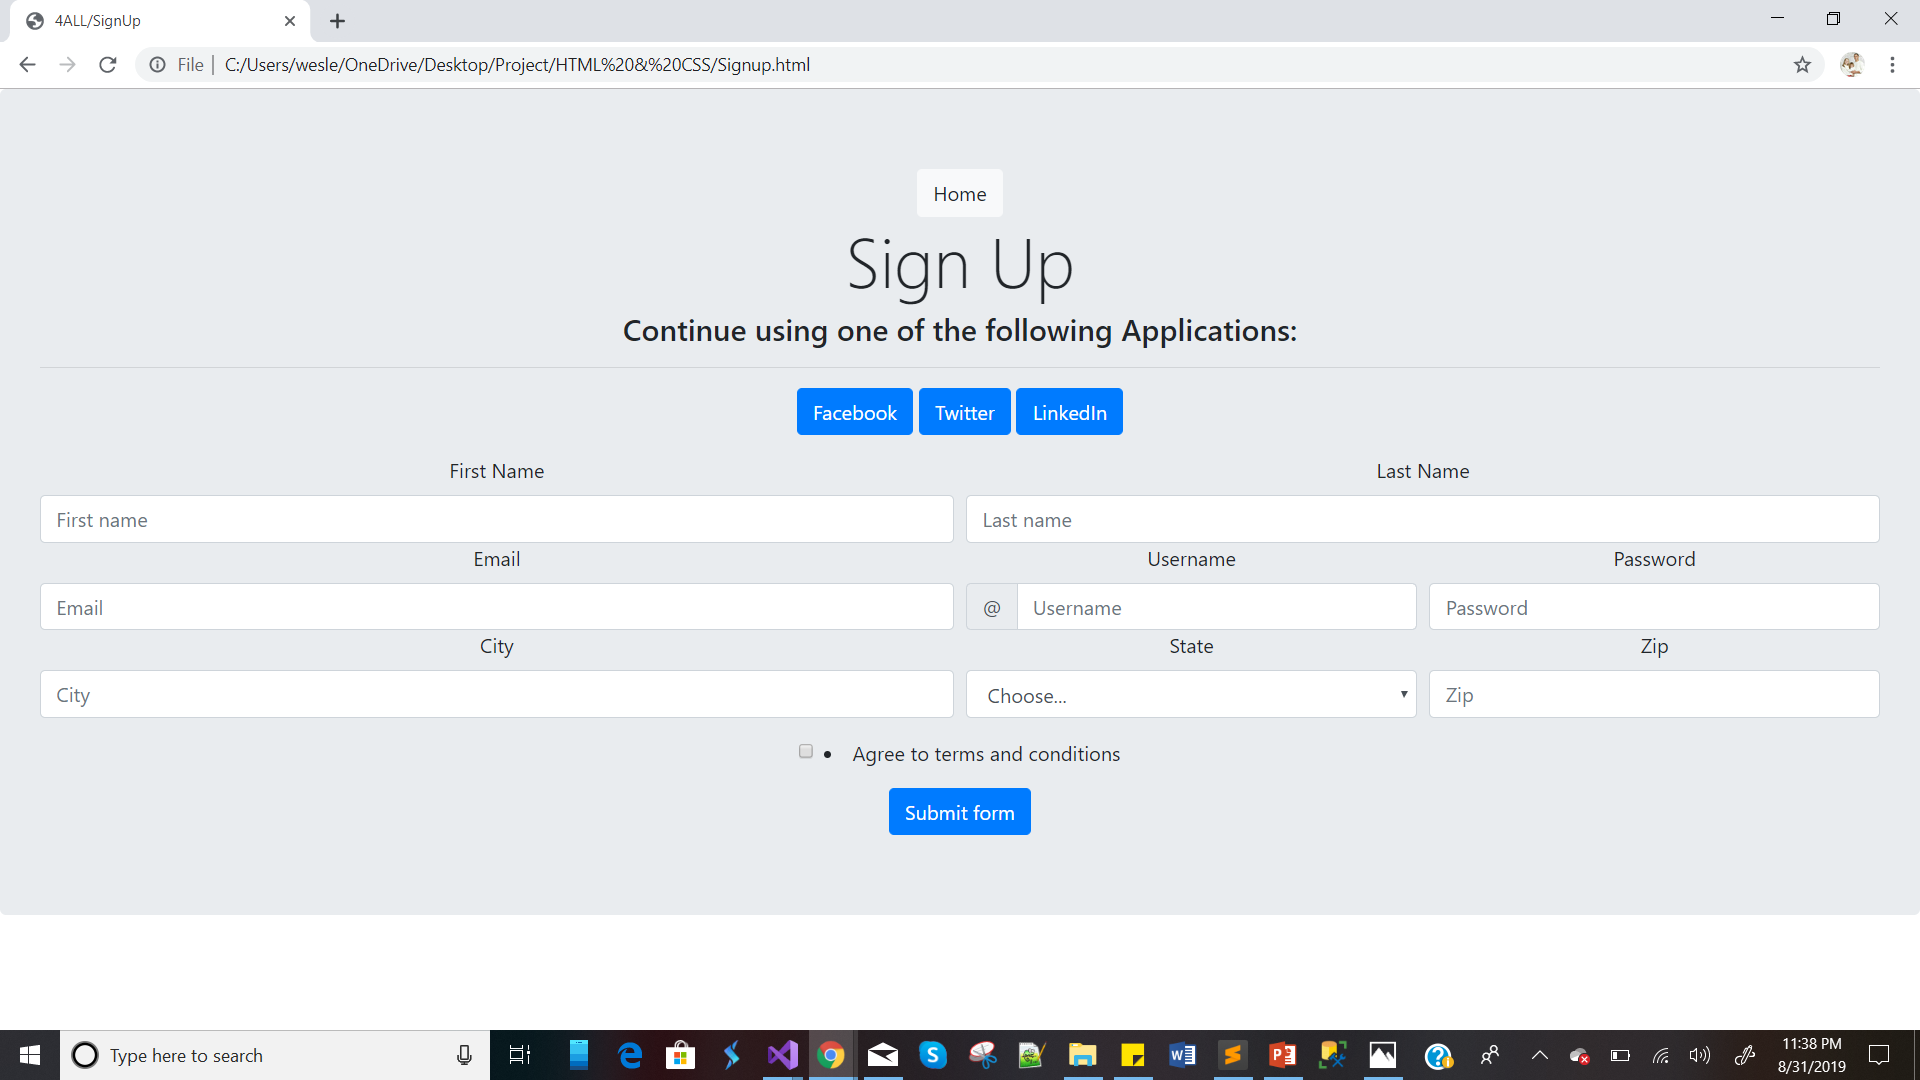 4ALL/SignUp
File | C:/Users/wesle/OneDrive/Desktop/Project/HTML%20&%20CSS/Signup.html
Home
Sign Up
Continue using one of the following Applications:
Facebook Twitter LinkedIn
First Name Last Name
First name Last name
Email Username Password
Email @ Username Password
City State Zip
City Choose... Zip
• Agree to terms and conditions
Submit form
Type here to search
11:38 PM
8/31/2019